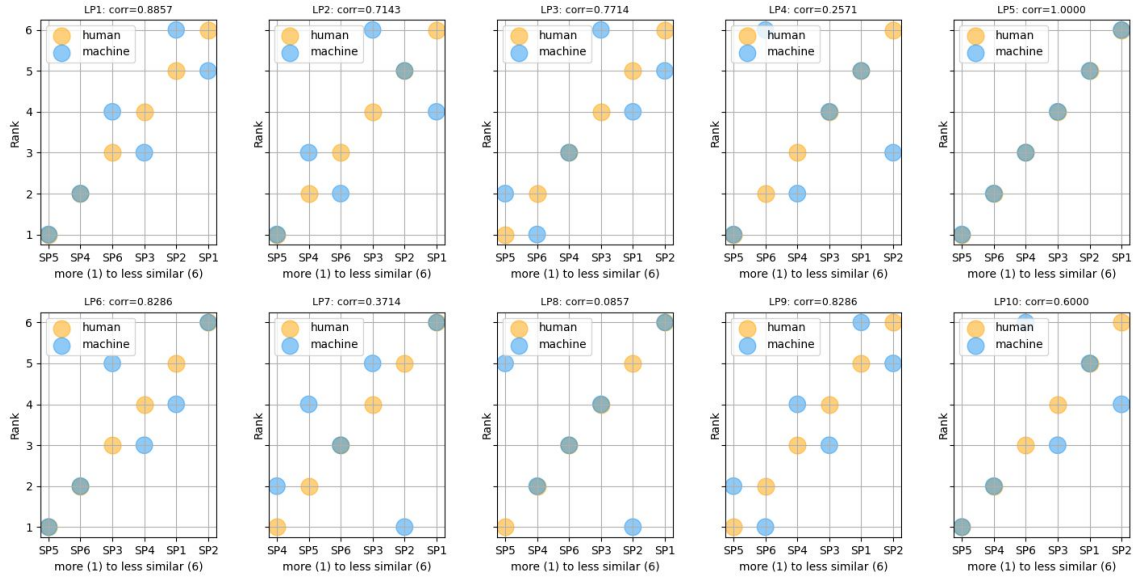 LP1: corr=0.8857
human
machine
Rank
6
5
4
3
2
1
SP5 SP4 SP6 SP3 SP2 SP1
more (1) to less similar (6)
LP2: corr=0.7143
human
machine
Rank
SP5 SP4 SP6 SP3 SP2 SP1
more (1) to less similar (6)
LP3: corr=0.7714
human
machine
Rank
SP5 SP6 SP4 SP3 SP1 SP2
more (1) to less similar (6)
LP4: corr=0.2571
human
machine
Rank
SP5 SP6 SP4 SP3 SP1 SP2
more (1) to less similar (6)
LP5: corr=1.0000
human
machine
Rank
SP5 SP6 SP4 SP3 SP2 SP1
more (1) to less similar (6)
LP6: corr=0.8286
human
machine
Rank
6
5
4
3
2
1
SP5 SP6 SP3 SP4 SP1 SP2
more (1) to less similar (6)
LP7: corr=0.3714
human
machine
Rank
SP4 SP5 SP6 SP3 SP2 SP1
more (1) to less similar (6)
LP8: corr=0.0857
human
machine
Rank
SP5 SP4 SP6 SP3 SP2 SP1
more (1) to less similar (6)
LP9: corr=0.8286
human
machine
Rank
SP5 SP6 SP4 SP3 SP1 SP2
more (1) to less similar (6)
LP10: corr=0.6000
human
machine
Rank
SP5 SP4 SP6 SP3 SP1 SP2
more (1) to less similar (6)